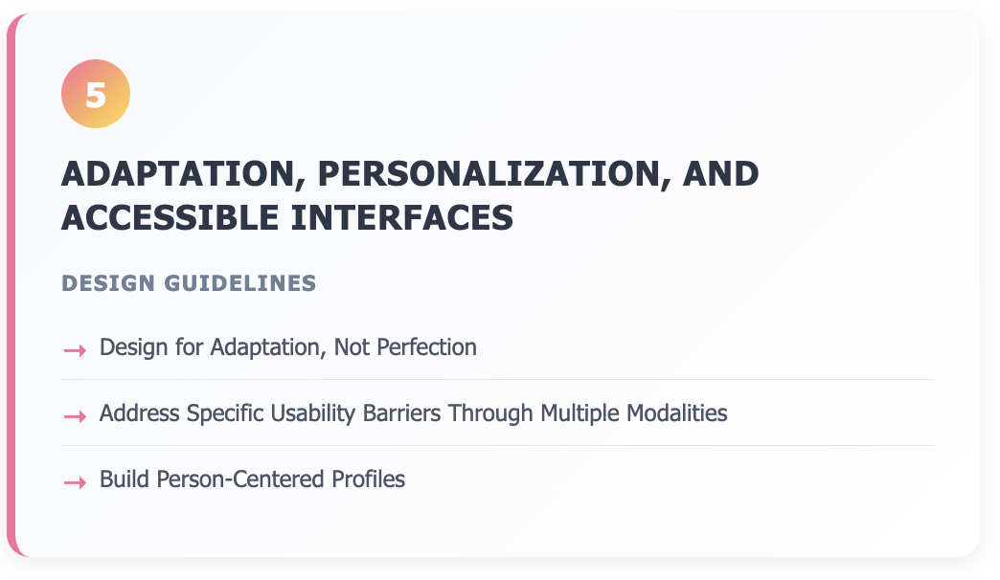 5
ADAPTATION, PERSONALIZATION, AND
ACCESSIBLE INTERFACES
DESIGN GUIDELINES
→ Design for Adaptation, Not Perfection
→ Address Specific Usability Barriers Through Multiple Modalities
→ Build Person-Centered Profiles